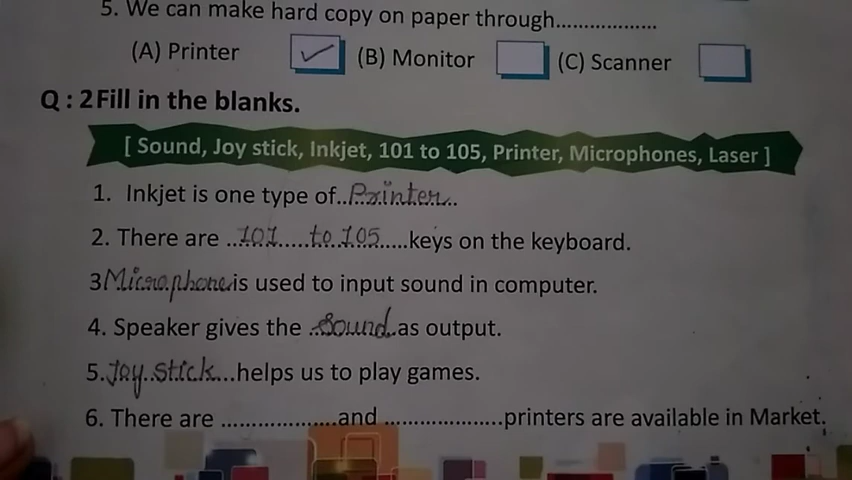 5. We can make hard copy on paper through.................
(A) Printer (B) Monitor (C) Scanner
Q : 2 Fill in the blanks.
[ Sound, Joy stick, Inkjet, 101 to 105, Printer, Microphones, Laser ]
1. Inkjet is one type of..Printer..
2. There are ..101.....to.105.....keys on the keyboard.
3 Microphone is used to input sound in computer.
4. Speaker gives the ..Sound..as output.
5..Joy..stick...helps us to play games.
6. There are ....................and ....................printers are available in Market.